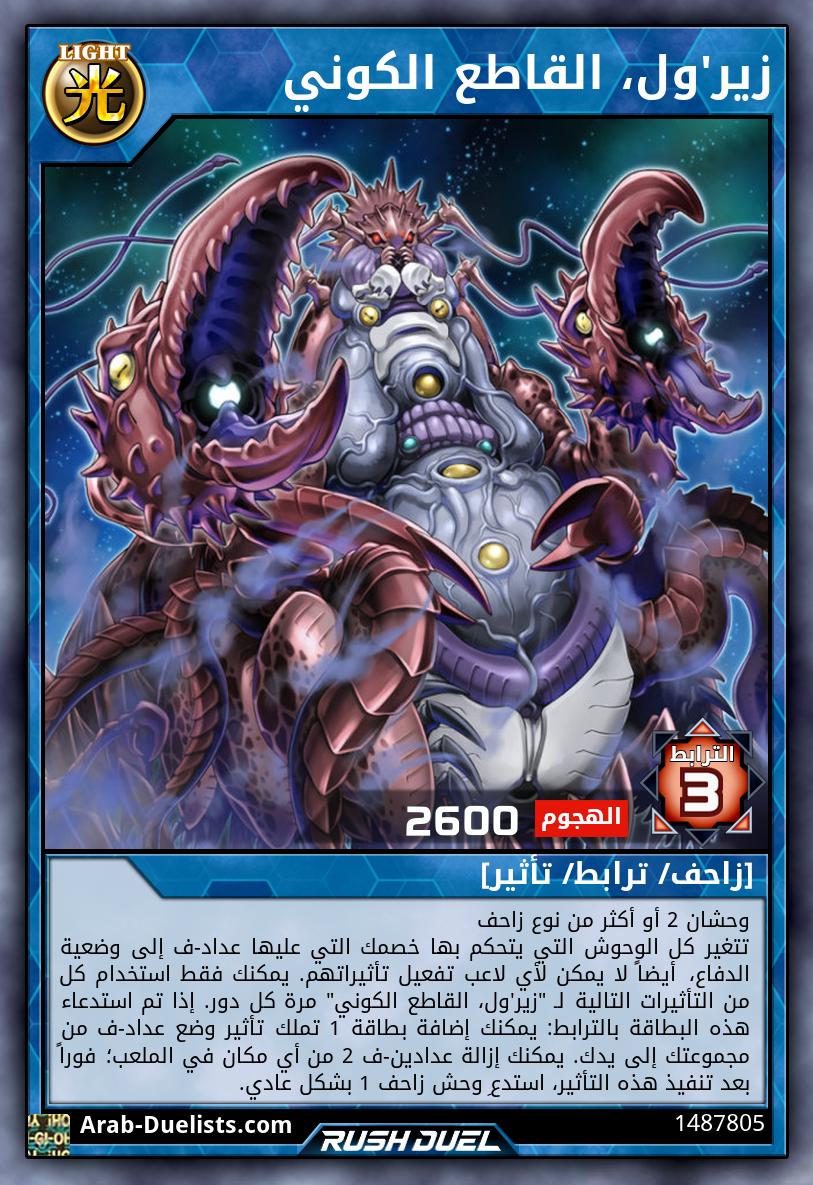 LIGHT
光
زير'ول، القاطع الكوني
الترابط
3
الهجوم 2600
[زاحف/ ترابط/ تأثير]
وحشان 2 أو أكثر من نوع زاحف
تتغير كل الوحوش التي يتحكم بها خصمك التي عليها عداد-ف إلى وضعية
الدفاع، أيضاً لا يمكن لأي لاعب تفعيل تأثيراتهم. يمكنك فقط استخدام كل
من التأثيرات التالية لـ "زير'ول، القاطع الكوني" مرة كل دور. إذا تم استدعاء
هذه البطاقة بالترابط: يمكنك إضافة بطاقة 1 تملك تأثير وضع عداد-ف من
مجموعتك إلى يدك. يمكنك إزالة عدادين-ف 2 من أي مكان في الملعب؛ فوراً
بعد تنفيذ هذه التأثير، استدعِ وحش زاحف 1 بشكل عادي.
Arab-Duelists.com
RUSH DUEL
1487805